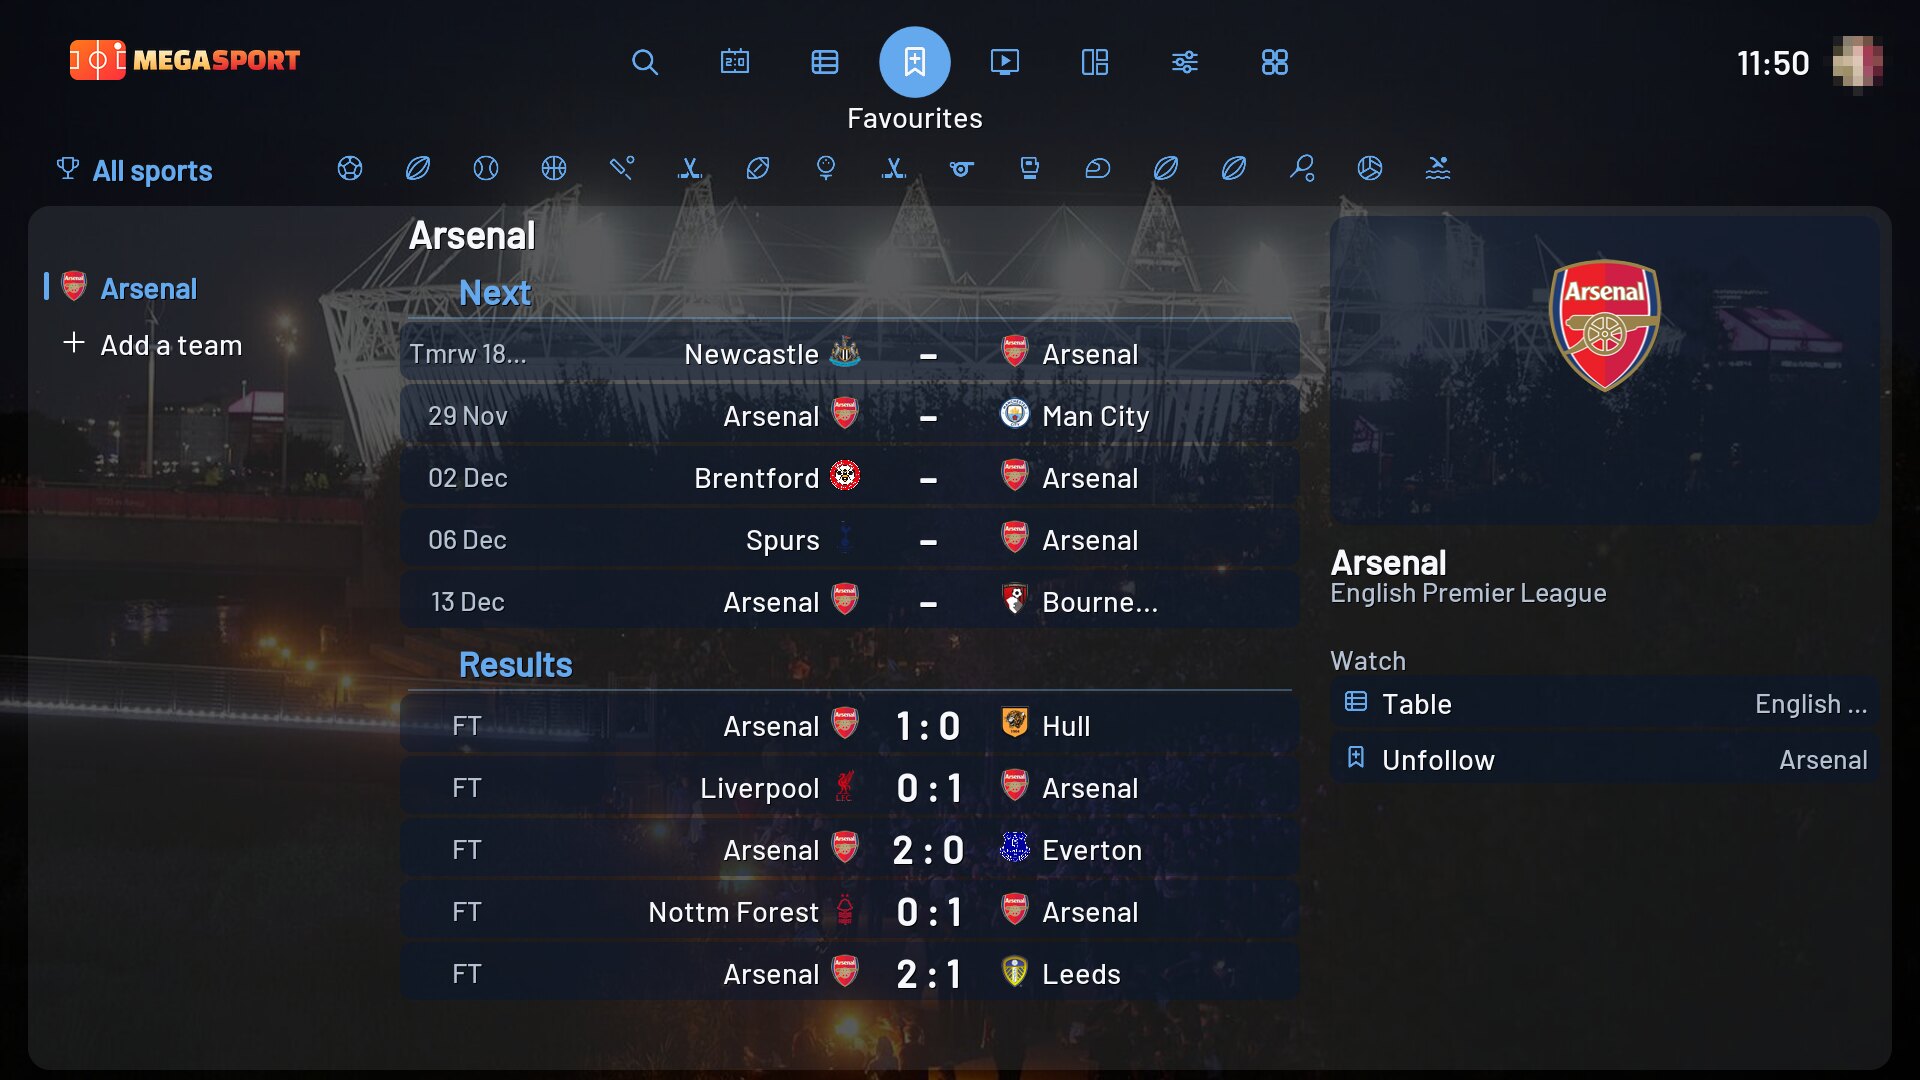 MEGASPORT
11:50
Favourites
All sports
Arsenal
Add a team
Arsenal
Next
Tmrw 18... Newcastle – Arsenal
29 Nov Arsenal – Man City
02 Dec Brentford – Arsenal
06 Dec Spurs – Arsenal
13 Dec Arsenal – Bourne...
Results
FT Arsenal 1:0 Hull
FT Liverpool 0:1 Arsenal
FT Arsenal 2:0 Everton
FT Nottm Forest 0:1 Arsenal
FT Arsenal 2:1 Leeds
Arsenal
Arsenal
English Premier League
Watch
Table English ...
Unfollow Arsenal